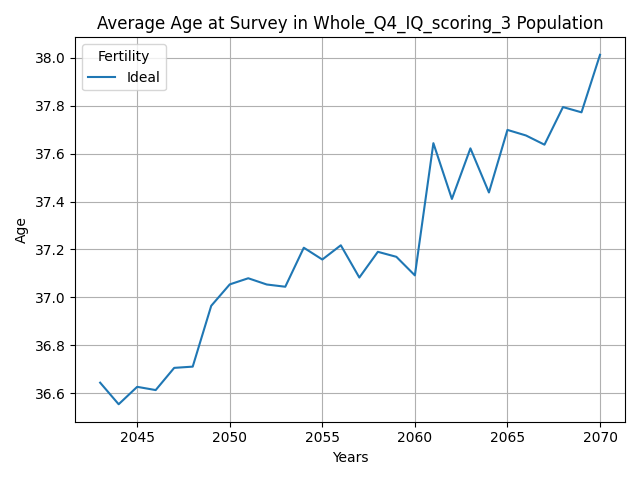 Average Age at Survey in Whole_Q4_IQ_scoring_3 Population
Fertility
Ideal
38.0
37.8
37.6
37.4
37.2
37.0
36.8
36.6
Age
2045 2050 2055 2060 2065 2070
Years